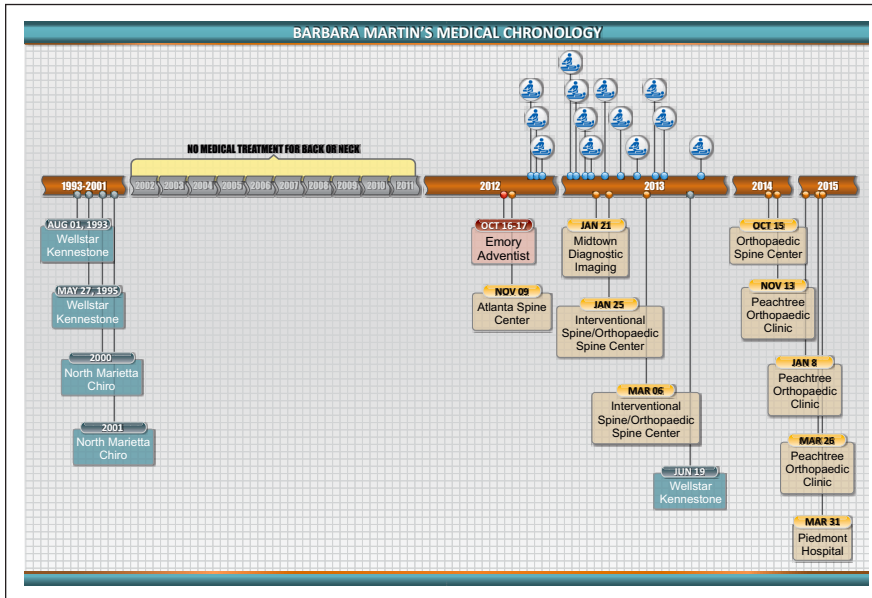 BARBARA MARTIN'S MEDICAL CHRONOLOGY
NO MEDICAL TREATMENT FOR BACK OR NECK
1993-2001
2002
2003
2004
2005
2006
2007
2008
2009
2010
2011
2012
2013
2014
2015
AUG 01, 1993
Wellstar
Kennestone
MAY 27, 1995
Wellstar
Kennestone
2000
North Marietta
Chiro
2001
North Marietta
Chiro
OCT 16-17
Emory
Adventist
NOV 09
Atlanta Spine
Center
JAN 21
Midtown
Diagnostic
Imaging
JAN 25
Interventional
Spine/Orthopaedic
Spine Center
MAR 06
Interventional
Spine/Orthopaedic
Spine Center
JUN 19
Wellstar
Kennestone
OCT 15
Orthopaedic
Spine Center
NOV 13
Peachtree
Orthopaedic
Clinic
JAN 8
Peachtree
Orthopaedic
Clinic
MAR 26
Peachtree
Orthopaedic
Clinic
MAR 31
Piedmont
Hospital